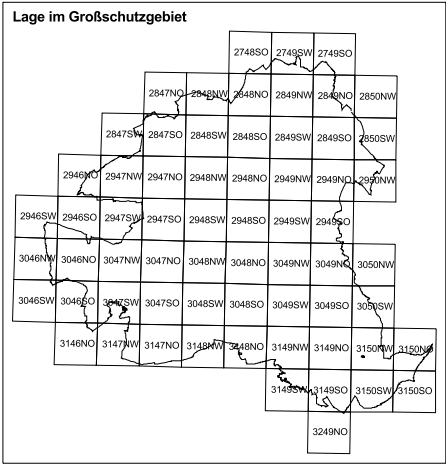 Lage im Großschutzgebiet
2748SO 2749SW 2749SO
2847NO 2848NW 2848NO 2849NW 2849NO 2850NW
2847SW 2847SO 2848SW 2848SO 2849SW 2849SO 2850SW
2946NO 2947NW 2947NO 2948NW 2948NO 2949NW 2949NO 2950NW
2946SW 2946SO 2947SW 2947SO 2948SW 2948SO 2949SW 2949SO
3046NW 3046NO 3047NW 3047NO 3048NW 3048NO 3049NW 3049NO 3050NW
3046SW 3046SO 3047SW 3047SO 3048SW 3048SO 3049SW 3049SO 3050SW
3146NO 3147NW 3147NO 3148NW 3148NO 3149NW 3149NO 3150NW 3150NO
3149SW 3149SO 3150SW 3150SO
3249NO